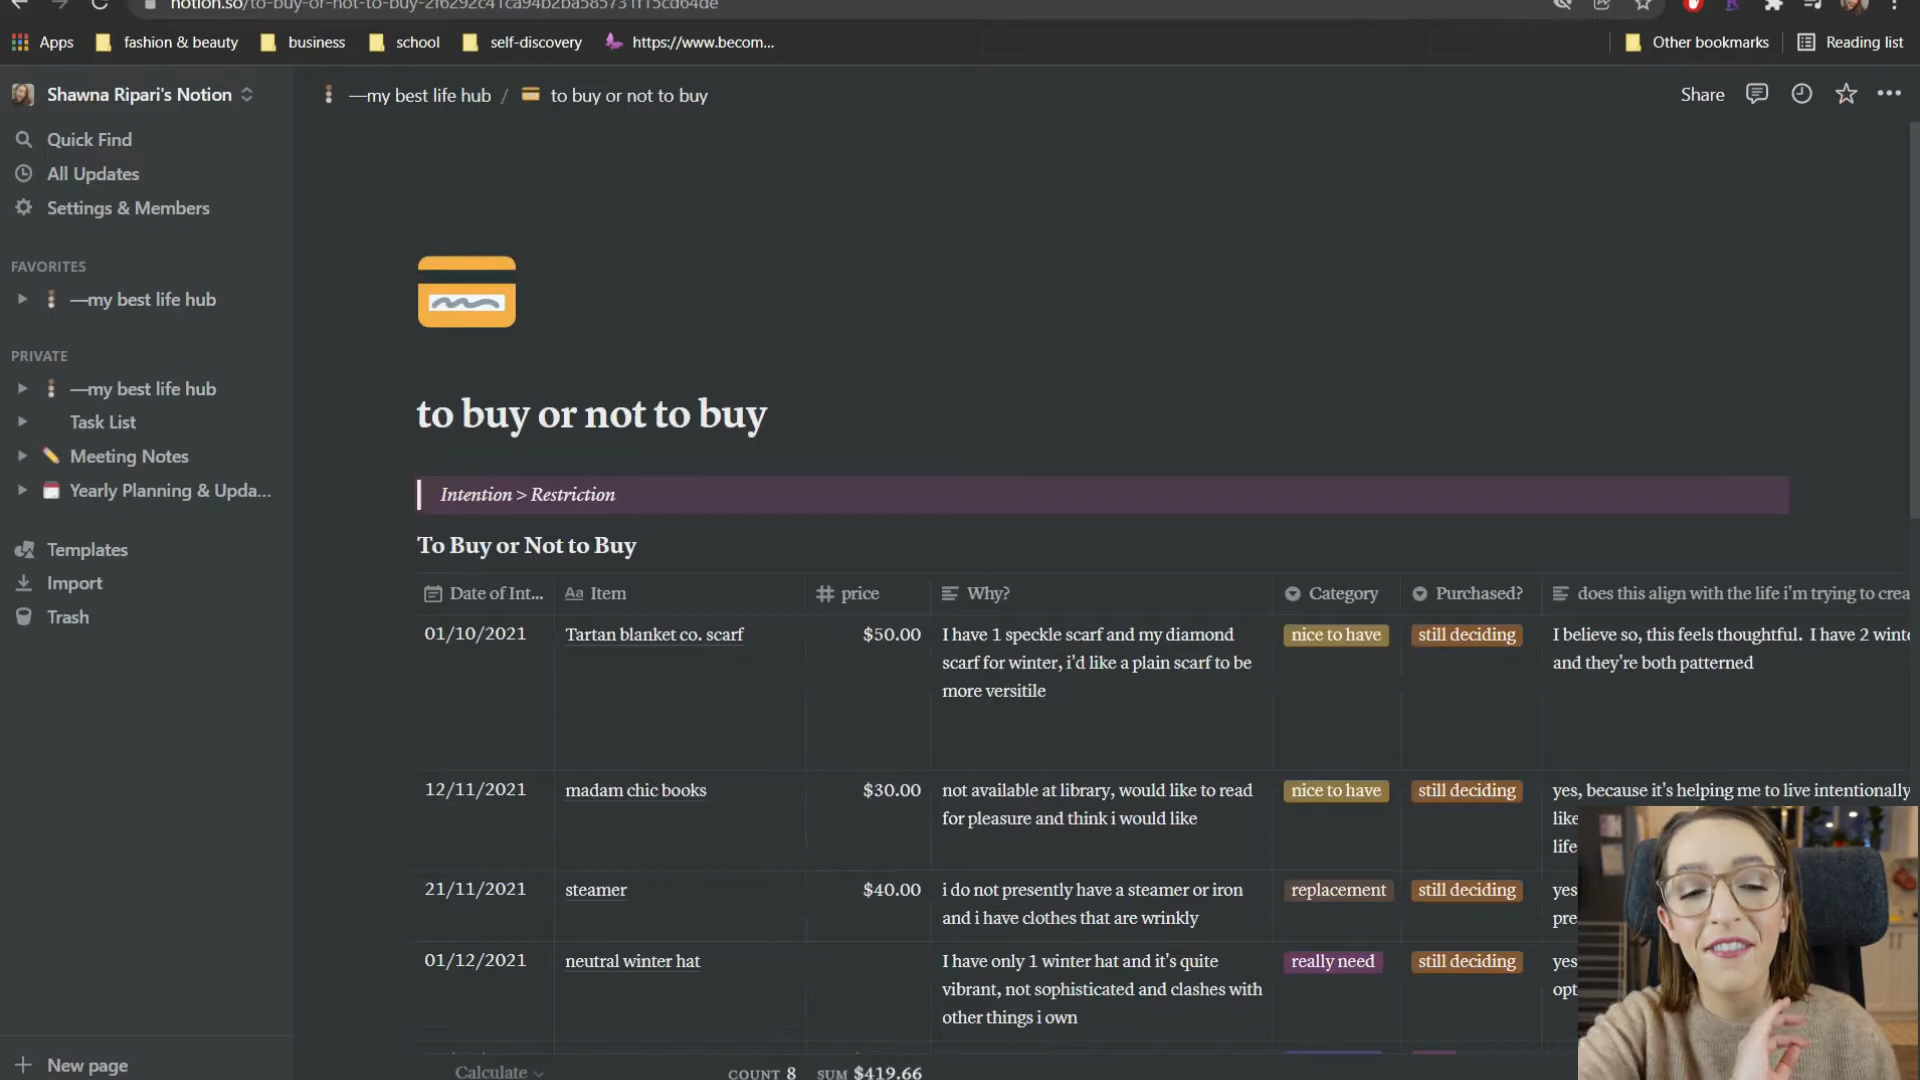 notion.so/to-buy-or-not-to-buy-2f6292c41ca94b2ba585731f15cd64de
Apps
fashion & beauty
business
school
self-discovery
https://www.becom...
Other bookmarks
Reading list
Shawna Ripari's Notion
—my best life hub / to buy or not to buy
Share
Quick Find
All Updates
Settings & Members
FAVORITES
—my best life hub
PRIVATE
—my best life hub
Task List
Meeting Notes
Yearly Planning & Upda...
Templates
Import
Trash
New page
to buy or not to buy
Intention > Restriction
To Buy or Not to Buy
Date of Int...
Aa Item
# price
Why?
Category
Purchased?
does this align with the life i'm trying to crea
01/10/2021
Tartan blanket co. scarf
$50.00
I have 1 speckle scarf and my diamond
scarf for winter, i'd like a plain scarf to be
more versitile
nice to have
still deciding
I believe so, this feels thoughtful. I have 2 wint
and they're both patterned
12/11/2021
madam chic books
$30.00
not available at library, would like to read
for pleasure and think i would like
nice to have
still deciding
yes, because it's helping me to live intentionally
like
life
21/11/2021
steamer
$40.00
i do not presently have a steamer or iron
and i have clothes that are wrinkly
replacement
still deciding
yes
pre
01/12/2021
neutral winter hat
I have only 1 winter hat and it's quite
vibrant, not sophisticated and clashes with
other things i own
really need
still deciding
yes
opt
Calculate
COUNT 8
SUM $419.66